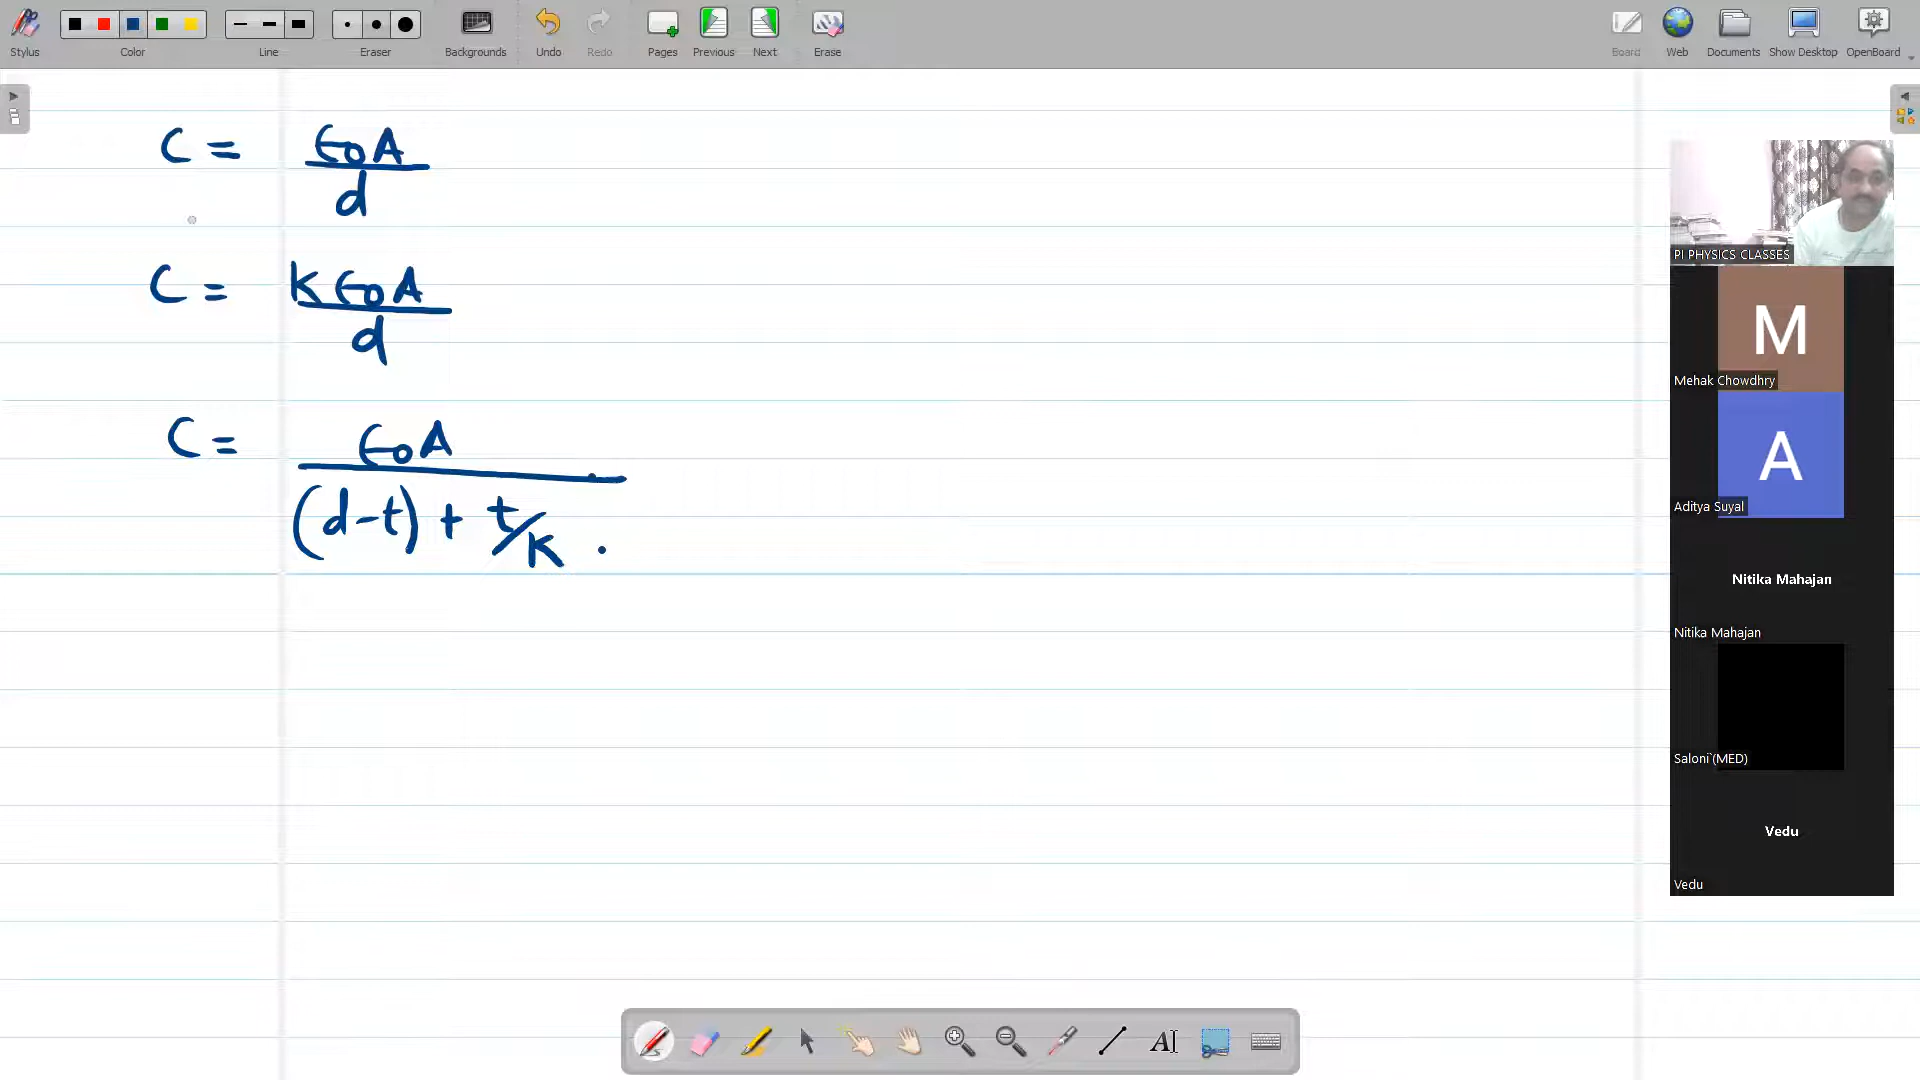 Stylus
Color
Line
Eraser
Backgrounds
Undo
Redo
Pages
Previous
Next
Erase
Board
Web
Documents
Show Desktop
OpenBoard
C = ϵ₀A / d
C = K ϵ₀A / d
C = ϵ₀A / (d-t) + t/K .
PI PHYSICS CLASSES
M
Mehak Chowdhry
A
Aditya Suyal
Nitika Mahajan
Nitika Mahajan
Saloni`(MED)
Vedu
Vedu